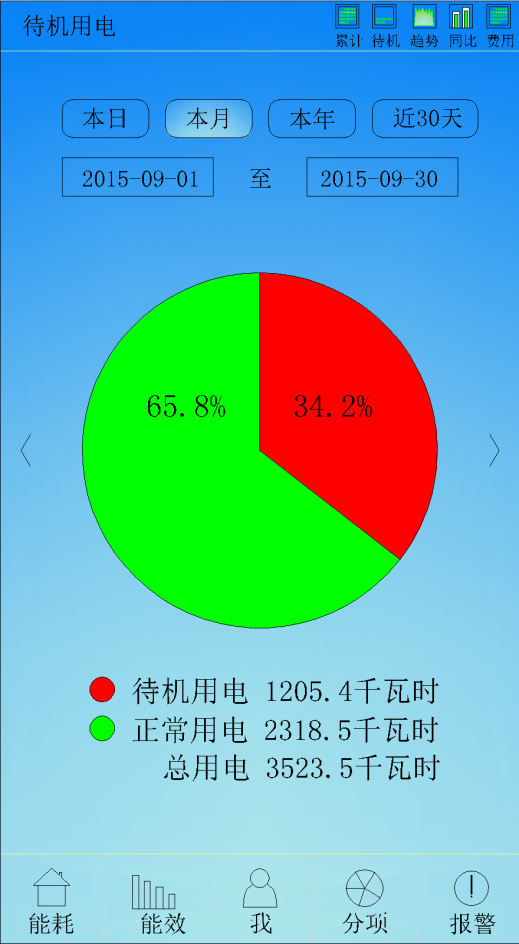 待机用电
累计 待机 趋势 同比 费用
本日 本月 本年 近30天
2015-09-01 至 2015-09-30
65.8% 34.2%
待机用电 1205.4千瓦时
正常用电 2318.5千瓦时
总用电 3523.5千瓦时
能耗 能效 我 分项 报警